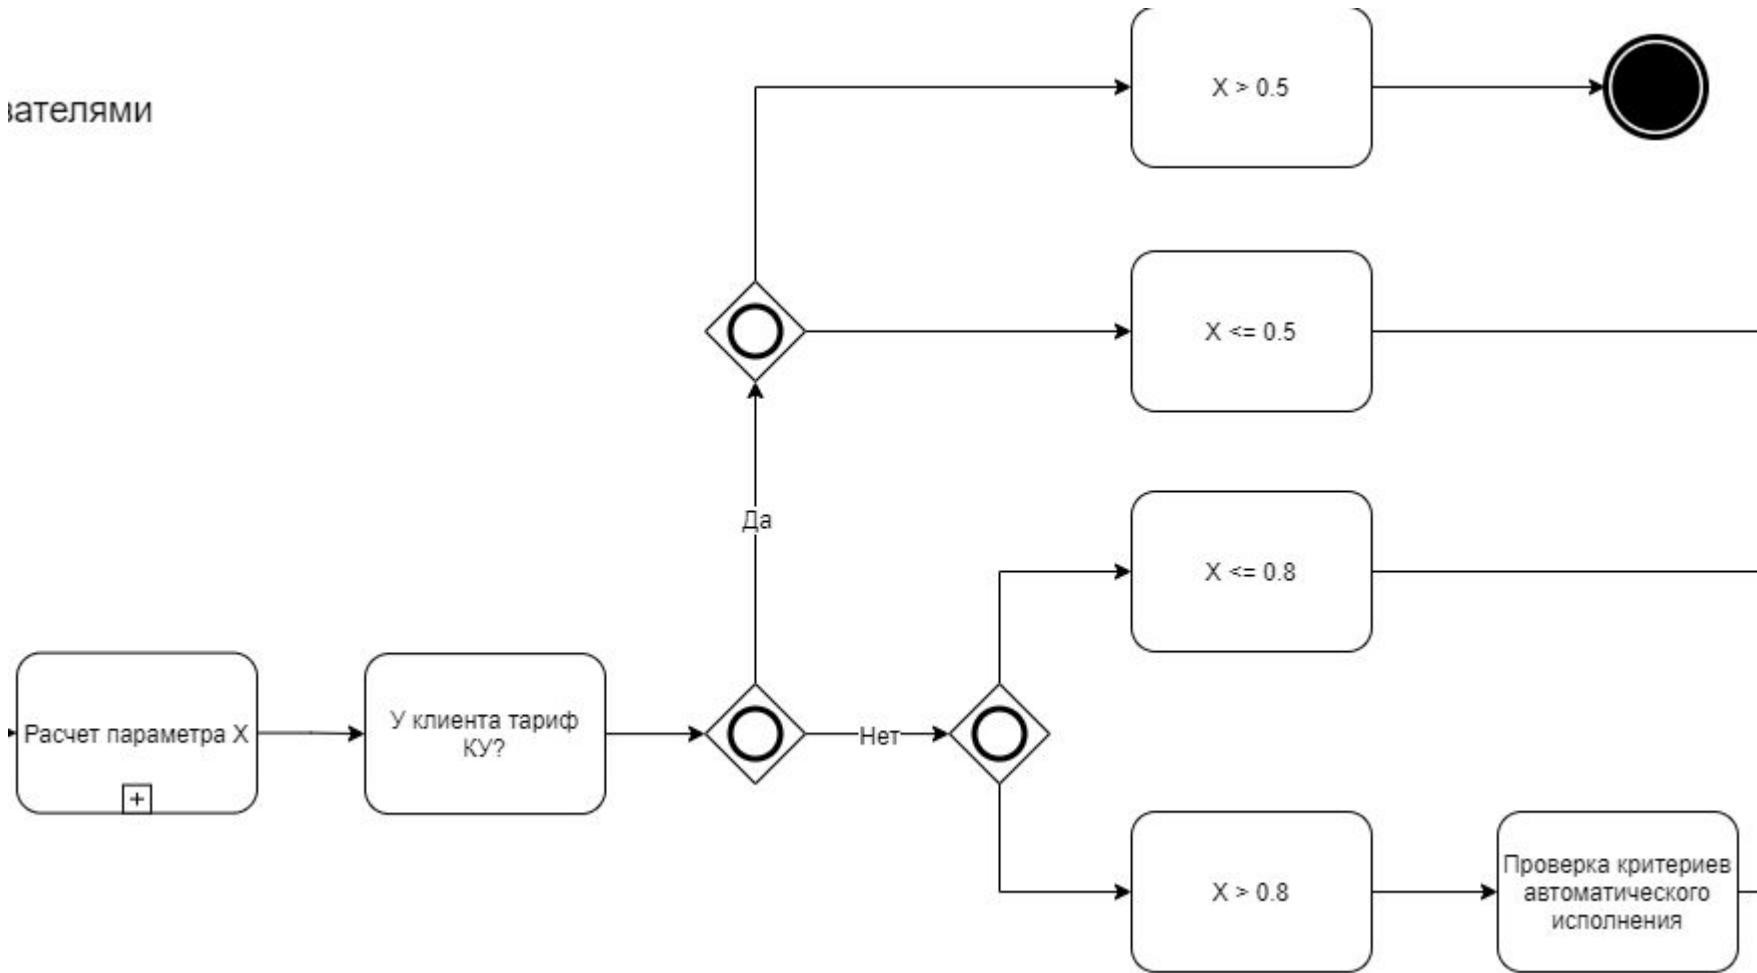 X > 0.5
вателями
X <= 0.5
Да
X <= 0.8
Расчет параметра X
У клиента тариф
КУ?
Нет
X > 0.8
Проверка критериев
автоматического
исполнения